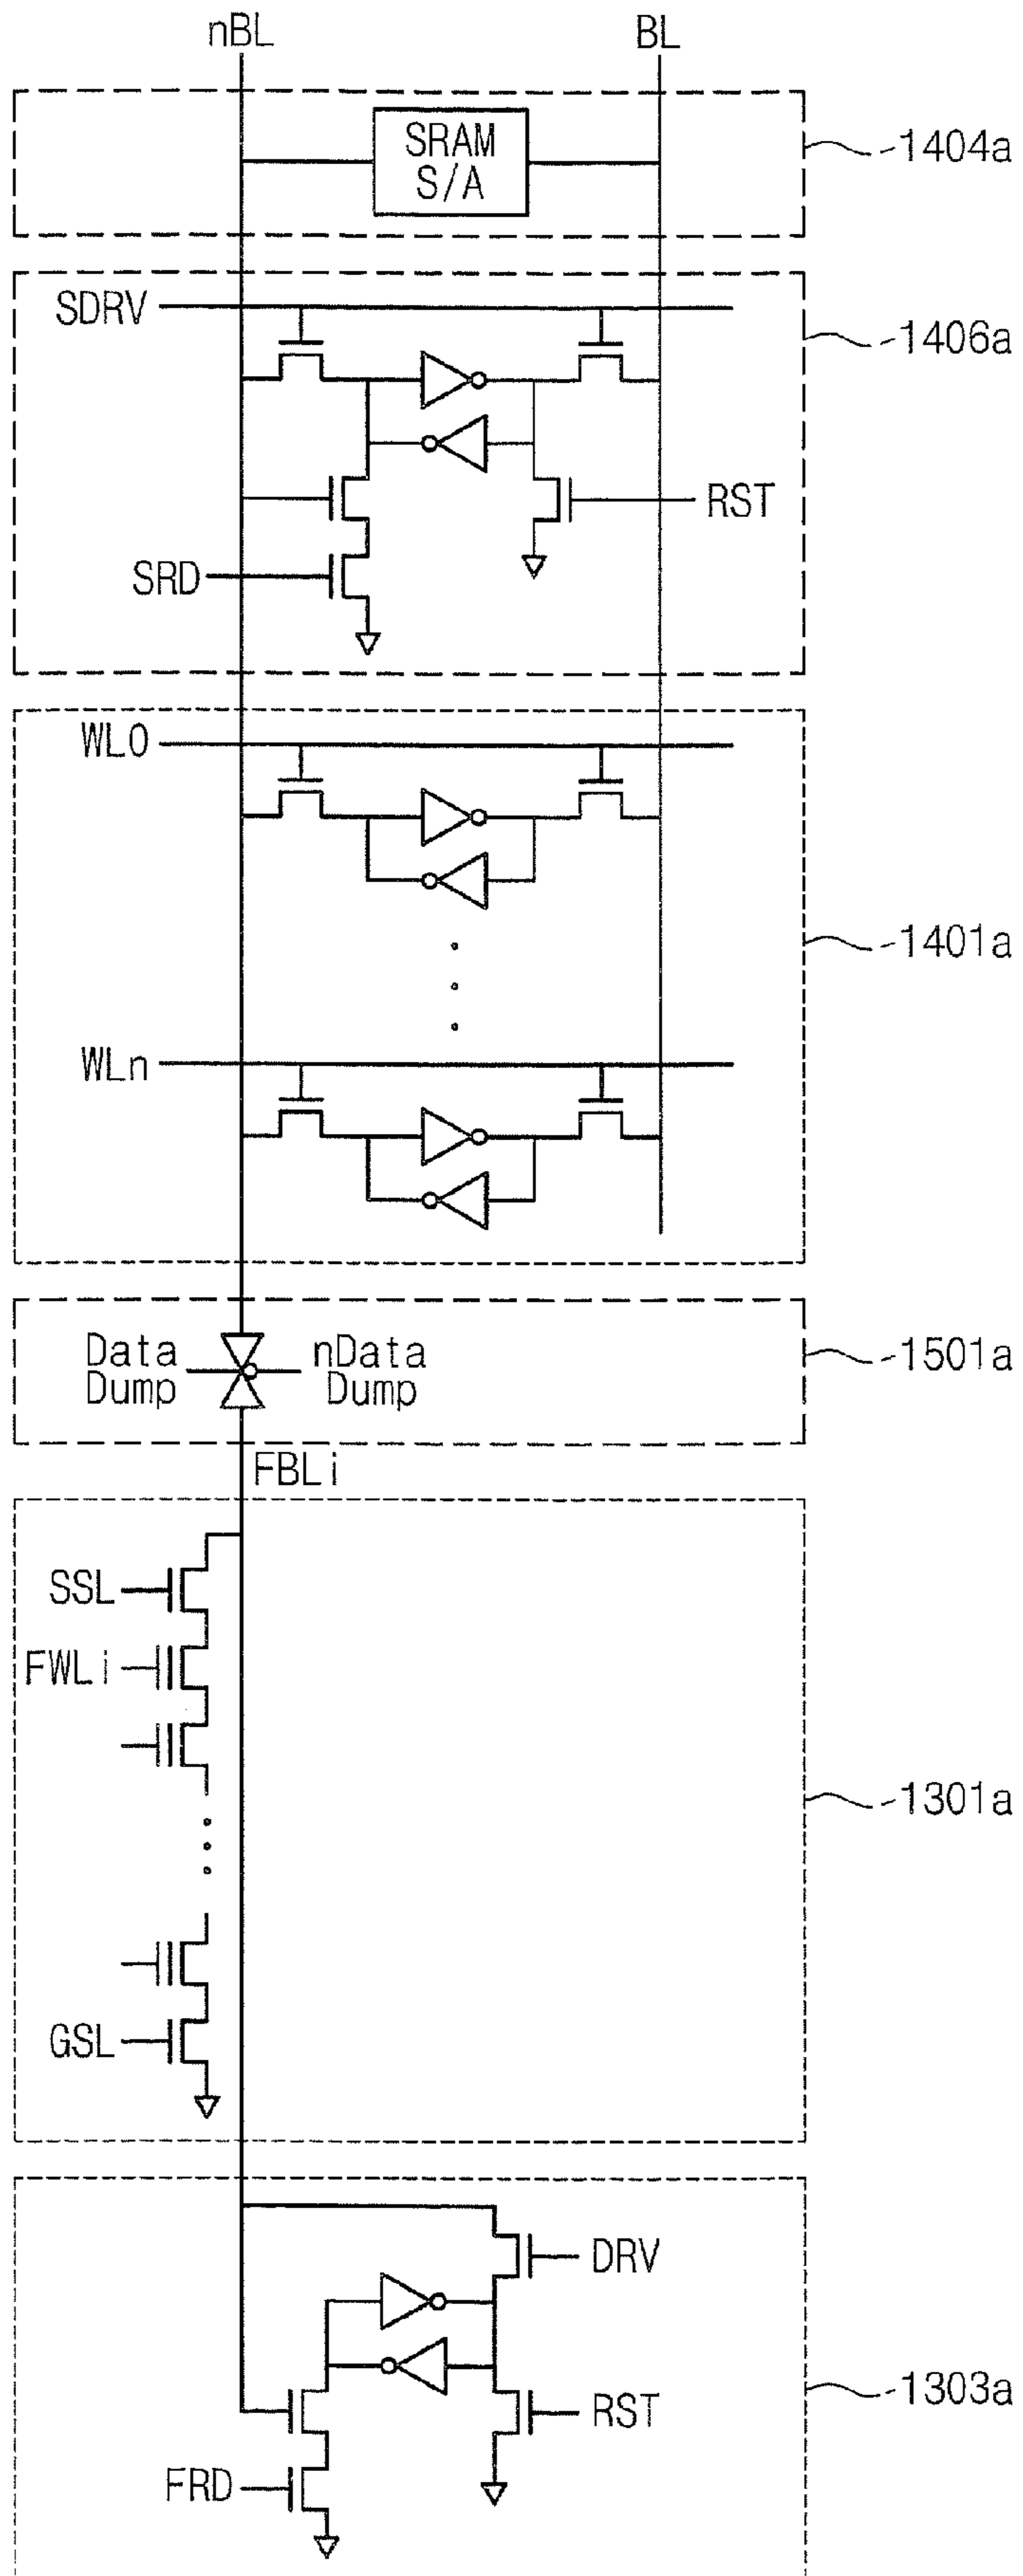 nBL
BL
SRAM
S/A
1404a
SDRV
1406a
RST
SRD
WL0
1401a
WLn
Data
Dump
nData
Dump
1501a
FBLi
SSL
FWLi
1301a
GSL
DRV
1303a
RST
FRD